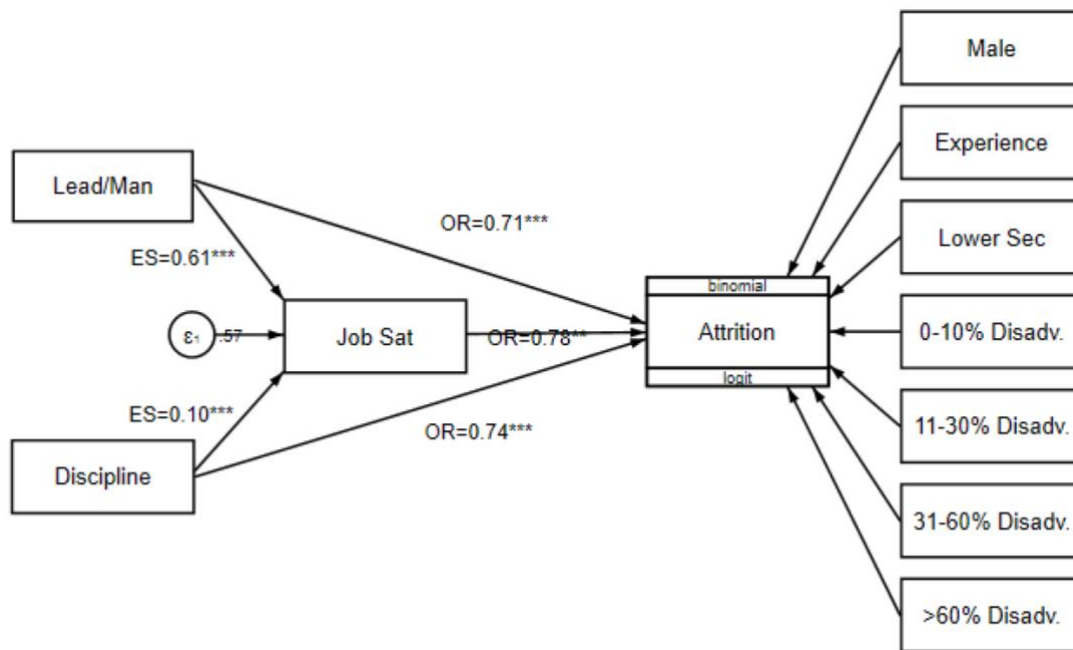 Male
Experience
Lead/Man
OR=0.71***
Lower Sec
ES=0.61***
binomial
ε₁
.57
Job Sat
OR=0.78**
Attrition
0-10% Disadv.
logit
ES=0.10***
OR=0.74***
11-30% Disadv.
Discipline
31-60% Disadv.
>60% Disadv.